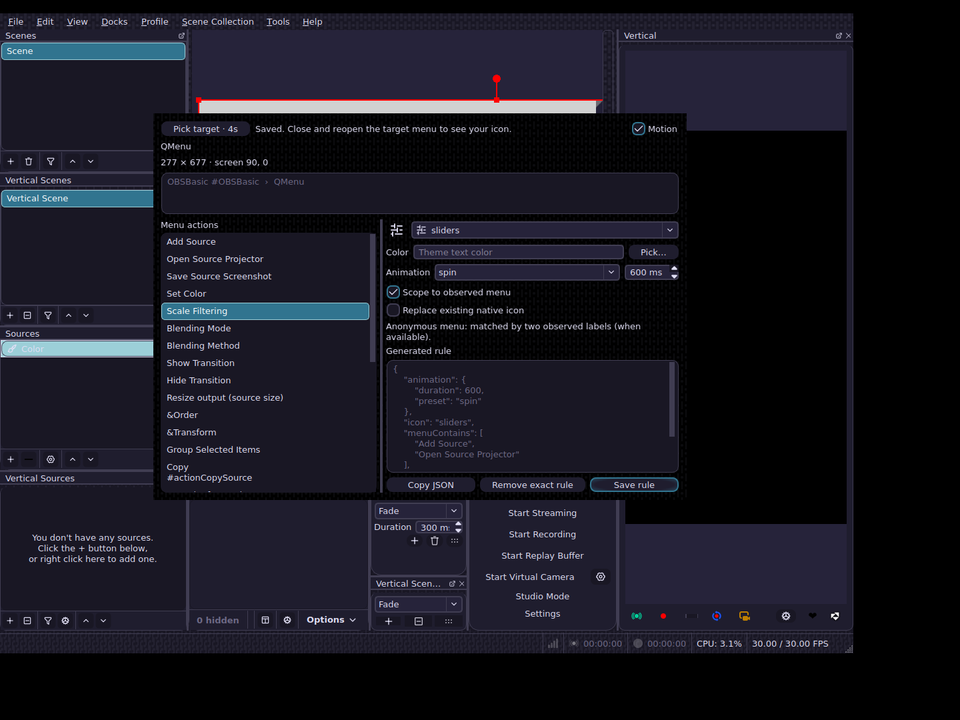 File Edit View Docks Profile Scene Collection Tools Help
Scenes
Scene
Vertical
Pick target · 4s
Saved. Close and reopen the target menu to see your icon.
Motion
QMenu
277 × 677 · screen 90, 0
OBSBasic #OBSBasic › QMenu
Vertical Scenes
Vertical Scene
Menu actions
Add Source
Open Source Projector
Save Source Screenshot
Set Color
Scale Filtering
Blending Mode
Blending Method
Show Transition
Hide Transition
Resize output (source size)
&Order
&Transform
Group Selected Items
Copy
#actionCopySource
sliders
Color
Theme text color
Pick...
Animation
spin
600 ms
Scope to observed menu
Replace existing native icon
Anonymous menu: matched by two observed labels (when
available).
Generated rule
{
"animation": {
"duration": 600,
"preset": "spin"
},
"icon": "sliders",
"menuContains": [
"Add Source",
"Open Source Projector"
],
Copy JSON
Remove exact rule
Save rule
Sources
Color
Vertical Sources
You don't have any sources.
Click the + button below,
or right click here to add one.
0 hidden
Options
Fade
Duration
300 m
Vertical Scen...
Fade
Start Streaming
Start Recording
Start Replay Buffer
Start Virtual Camera
Studio Mode
Settings
00:00:00
00:00:00
CPU: 3.1%
30.00 / 30.00 FPS